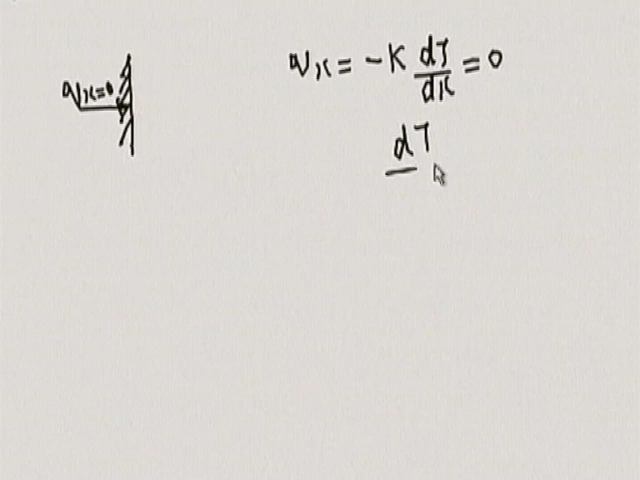 qx=0
qx = -K dT/dx = 0
dT